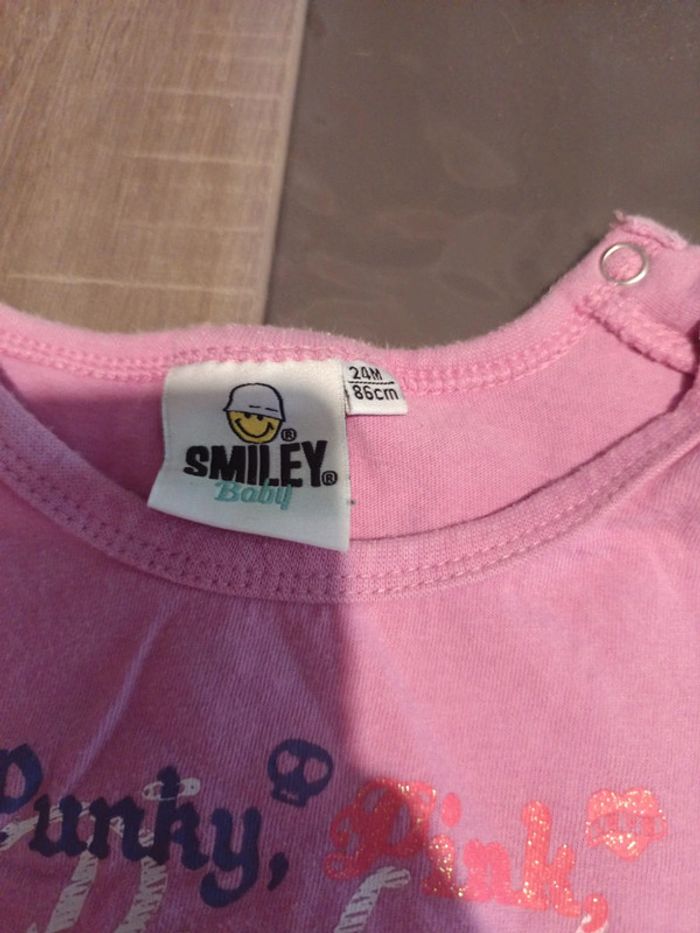 24M
86cm
SMILEY®
Baby
Punky, Pink,